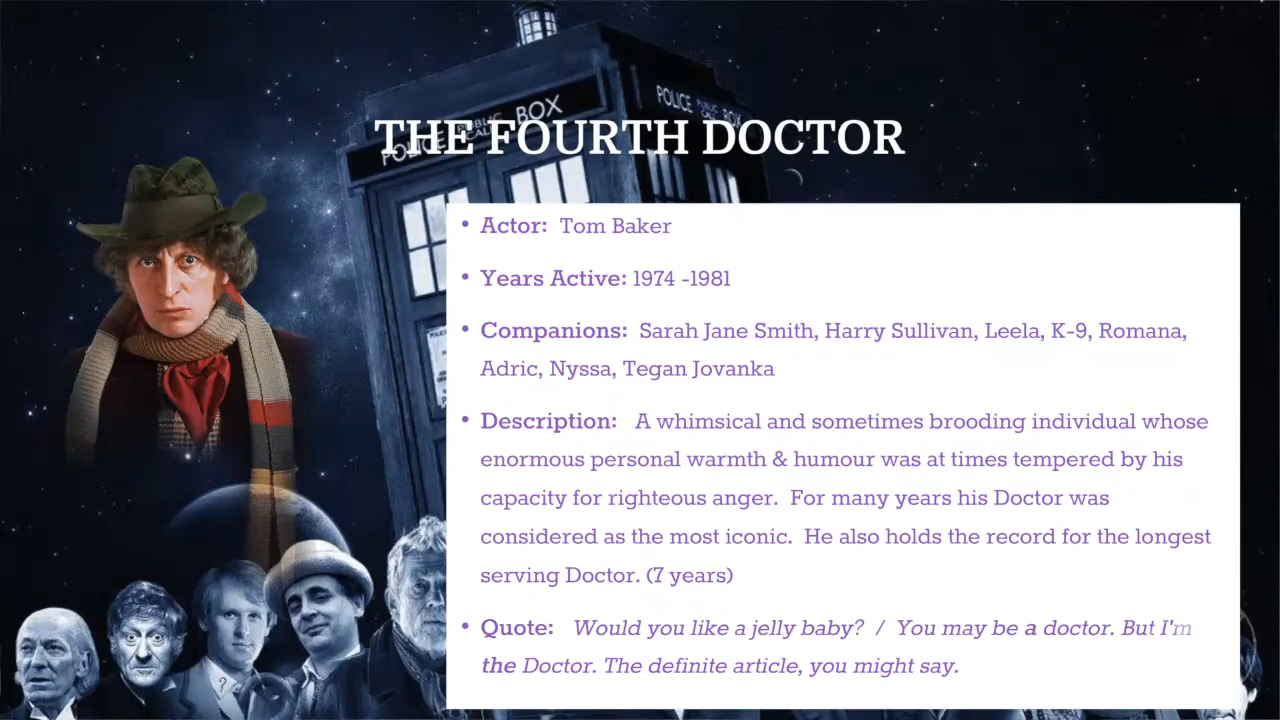 POLICE PUBLIC CALL BOX
POLICE PUBLIC CALL BOX
THE FOURTH DOCTOR
• Actor: Tom Baker
• Years Active: 1974 -1981
• Companions: Sarah Jane Smith, Harry Sullivan, Leela, K-9, Romana,
Adric, Nyssa, Tegan Jovanka
• Description: A whimsical and sometimes brooding individual whose
enormous personal warmth & humour was at times tempered by his
capacity for righteous anger. For many years his Doctor was
considered as the most iconic. He also holds the record for the longest
serving Doctor. (7 years)
• Quote: Would you like a jelly baby? / You may be a doctor. But I'm
the Doctor. The definite article, you might say.